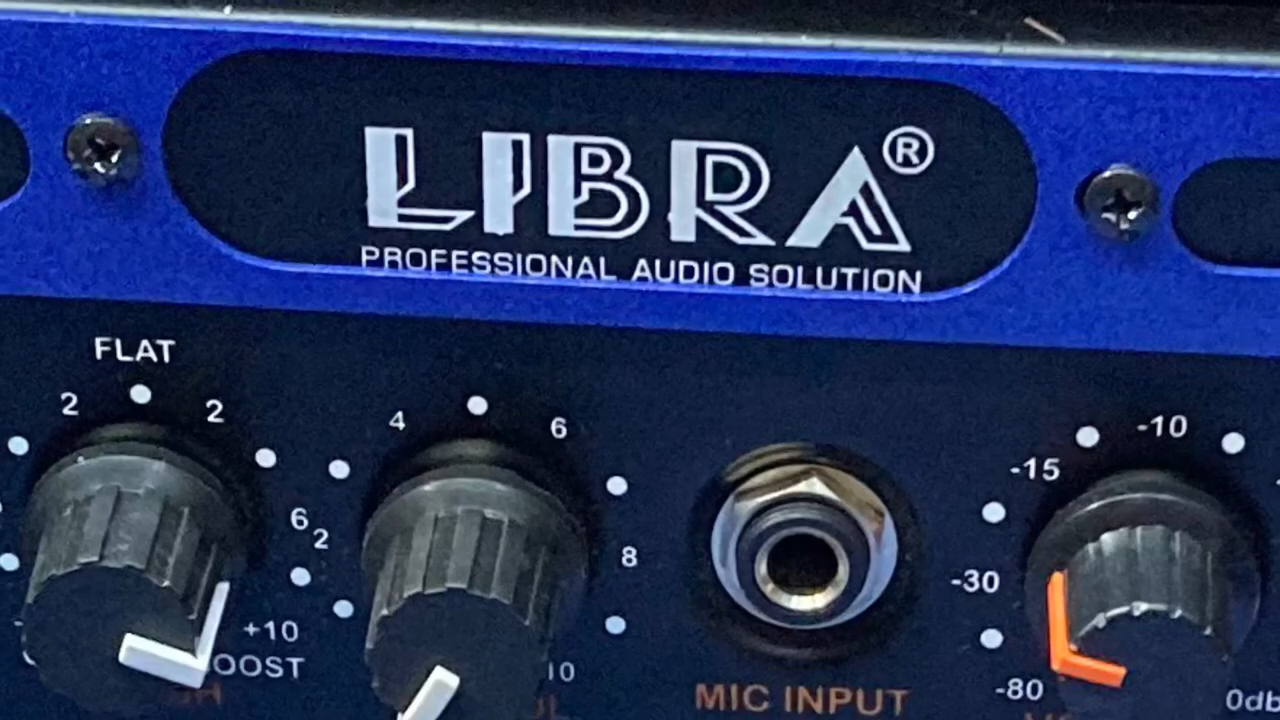 LIBRA®
PROFESSIONAL AUDIO SOLUTION
FLAT
2 2
4 6
-10
-15
6
2
8
-30
+10
10
-80
0db
MIC INPUT